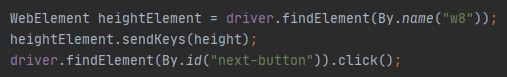 WebElement heightElement = driver.findElement(By.name("w8"));
heightElement.sendKeys(height);
driver.findElement(By.id("next-button")).click();